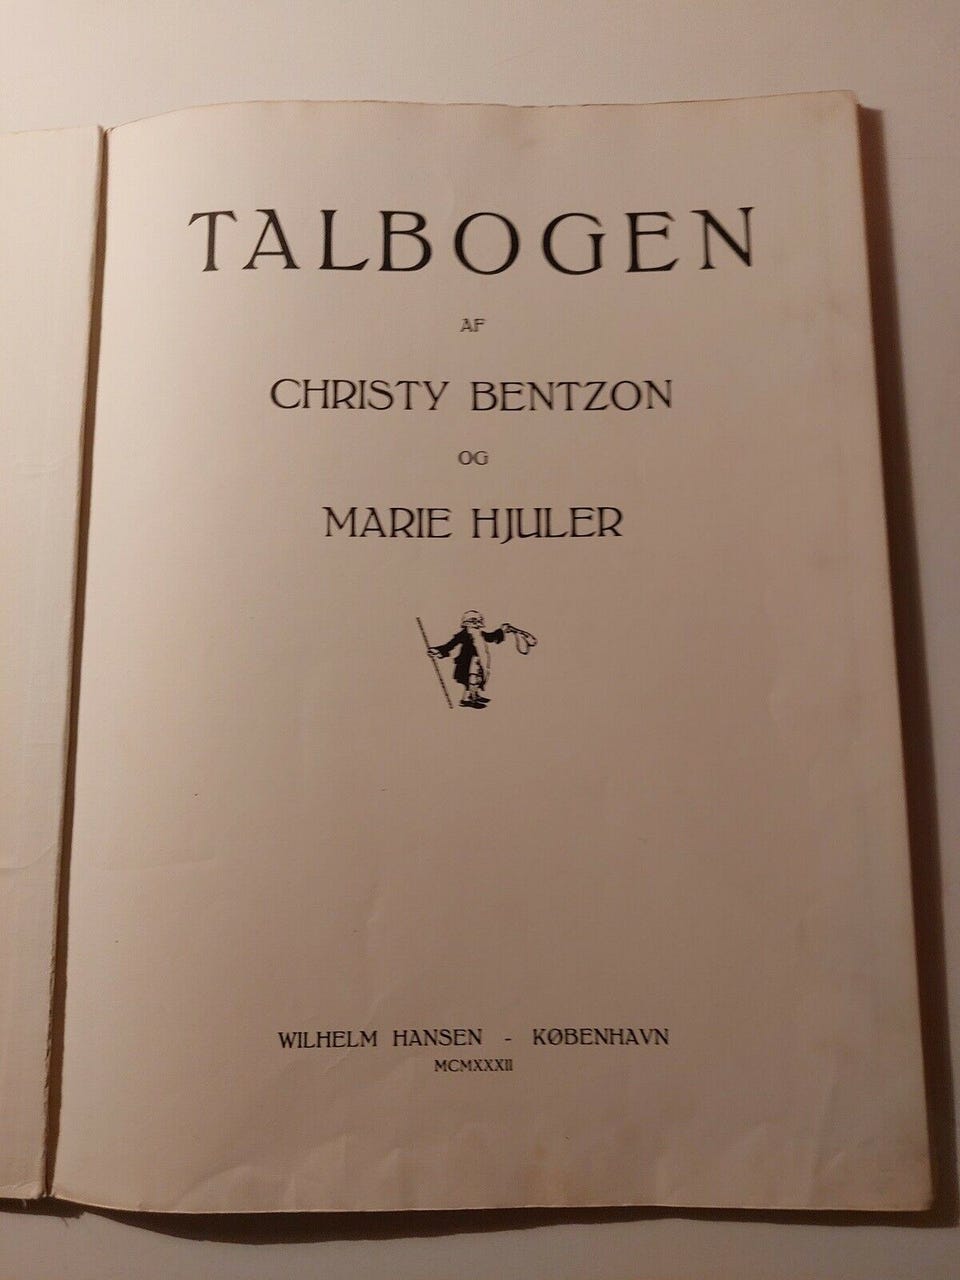 TALBOGEN
AF
CHRISTY BENTZON
OG
MARIE HJULER
WILHELM HANSEN - KØBENHAVN
MCMXXXII